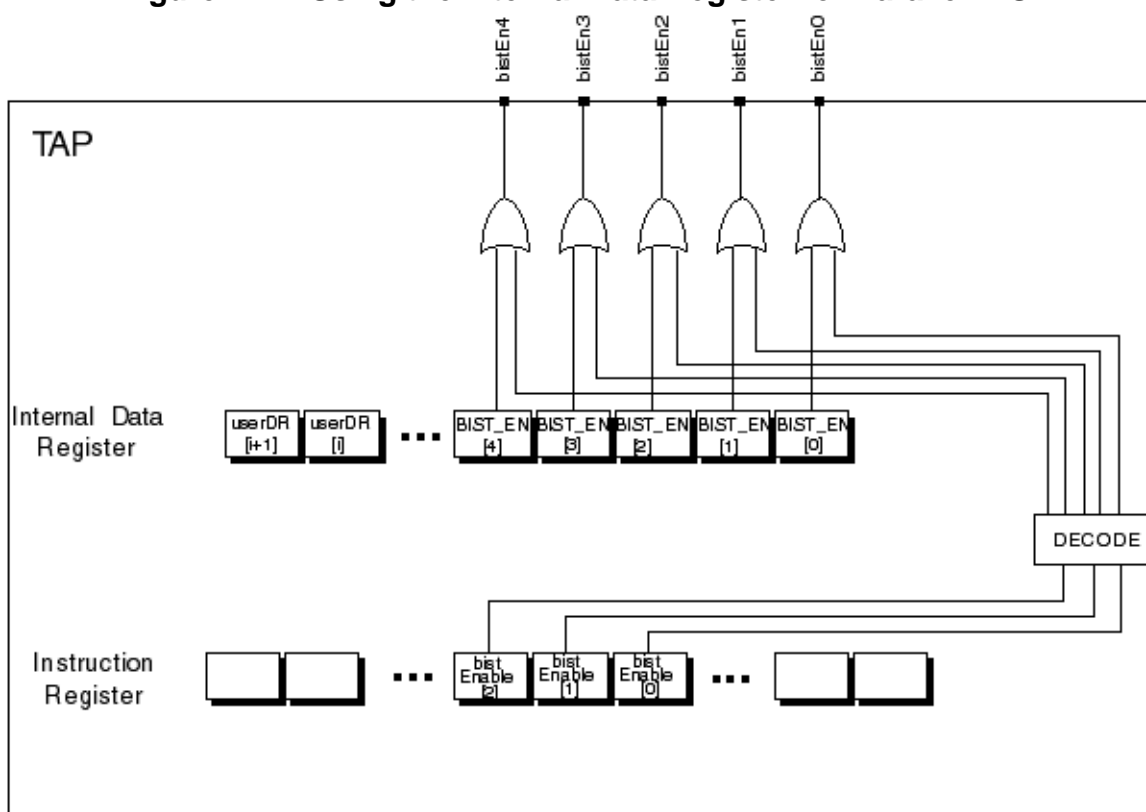 bistEn4
bistEn3
bistEn2
bistEn1
bistEn0
TAP
Internal Data
Register
userDR
[i+1]
userDR
[i]
BIST_EN
[4]
BIST_EN
[3]
BIST_EN
[2]
BIST_EN
[1]
BIST_EN
[0]
DECODE
Instruction
Register
bist
Enable
[2]
bist
Enable
[1]
bist
Enable
[0]